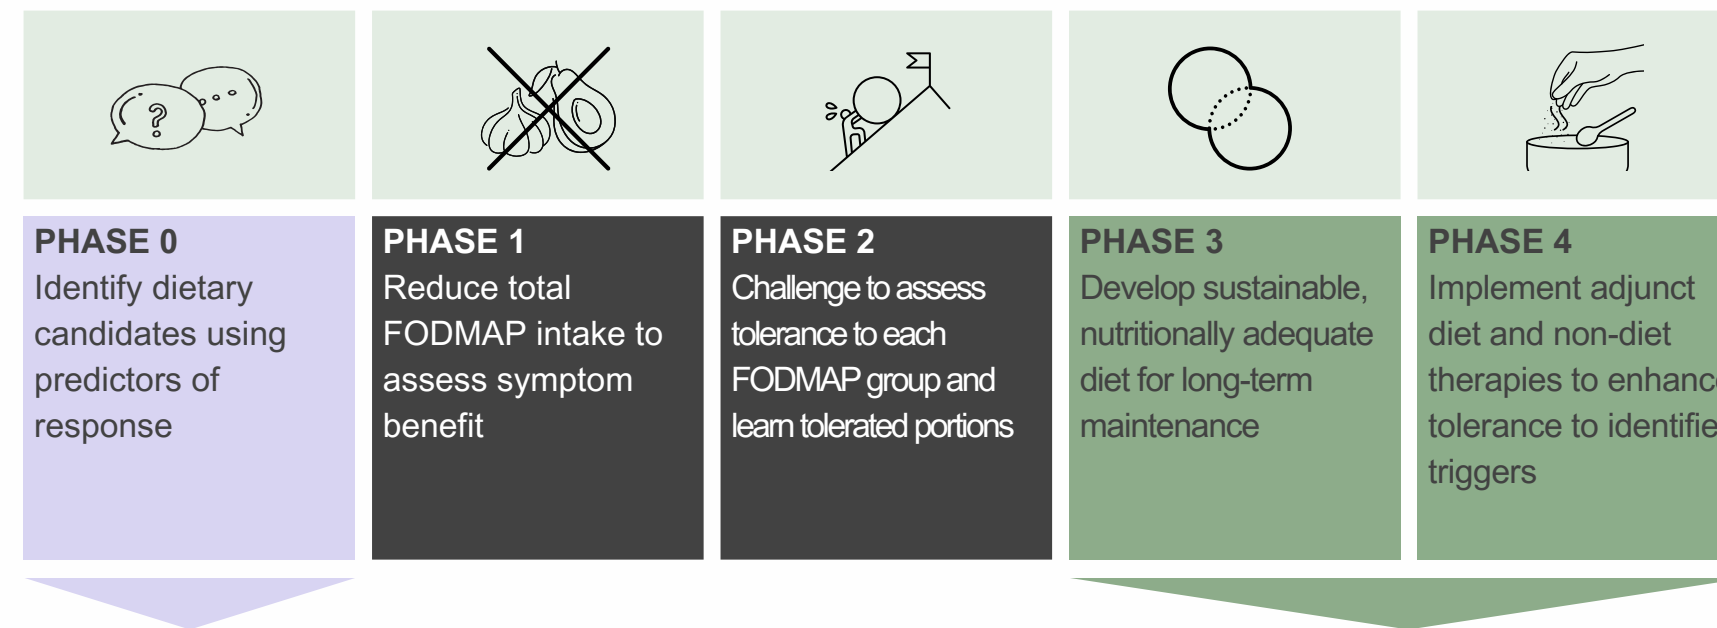 PHASE 0
Identify dietary
candidates using
predictors of
response
PHASE 1
Reduce total
FODMAP intake to
assess symptom
benefit
PHASE 2
Challenge to assess
tolerance to each
FODMAP group and
learn tolerated portions
PHASE 3
Develop sustainable,
nutritionally adequate
diet for long-term
maintenance
PHASE 4
Implement adjunct
diet and non-diet
therapies to enhanc
tolerance to identifie
triggers